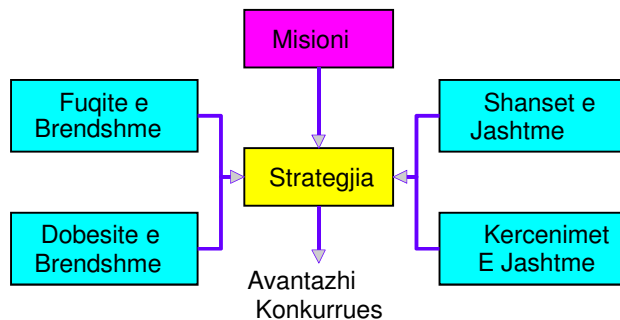 Misioni
Fuqite e
Brendshme
Shanset e
Jashtme
Strategjia
Dobesite e
Brendshme
Kercenimet
E Jashtme
Avantazhi
Konkurrues